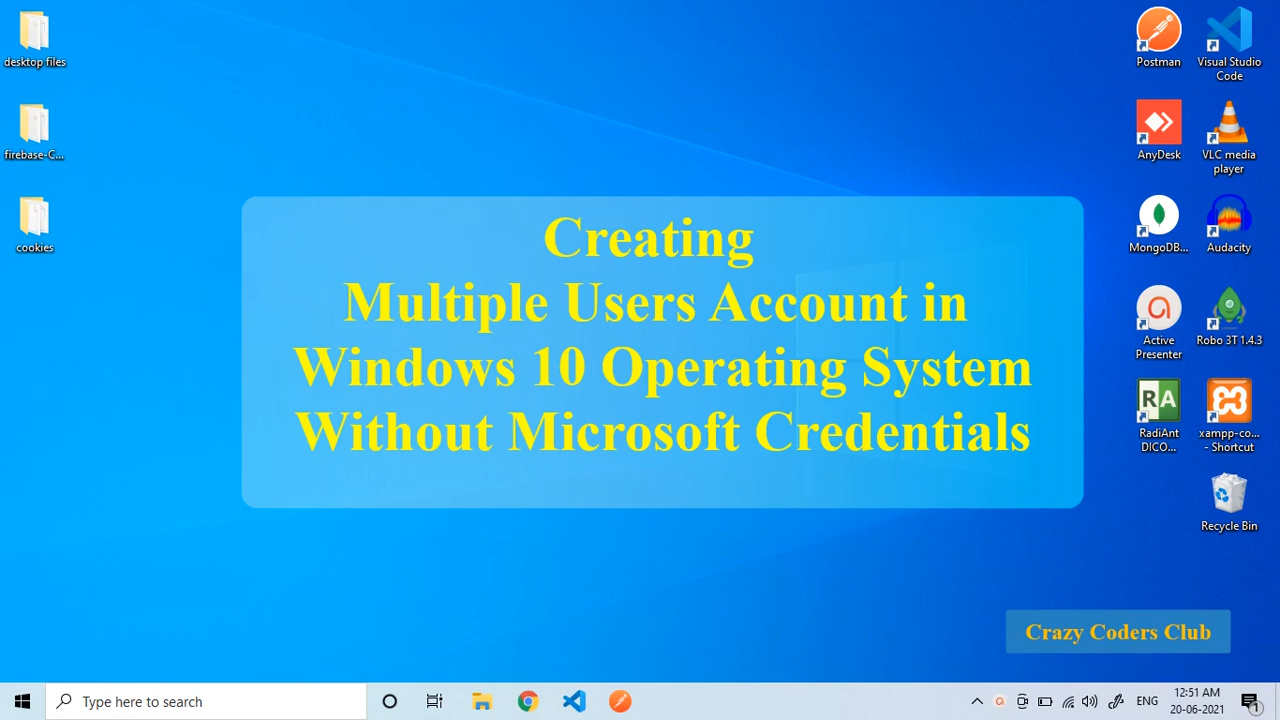 desktop files
firebase-C...
cookies
Creating
Multiple Users Account in
Windows 10 Operating System
Without Microsoft Credentials
Postman
Visual Studio
Code
AnyDesk
VLC media
player
MongoDB...
Audacity
Active
Presenter
Robo 3T 1.4.3
RA
RadiAnt
DICO...
xampp-co...
- Shortcut
Recycle Bin
Crazy Coders Club
Type here to search
ENG
12:51 AM
20-06-2021
1